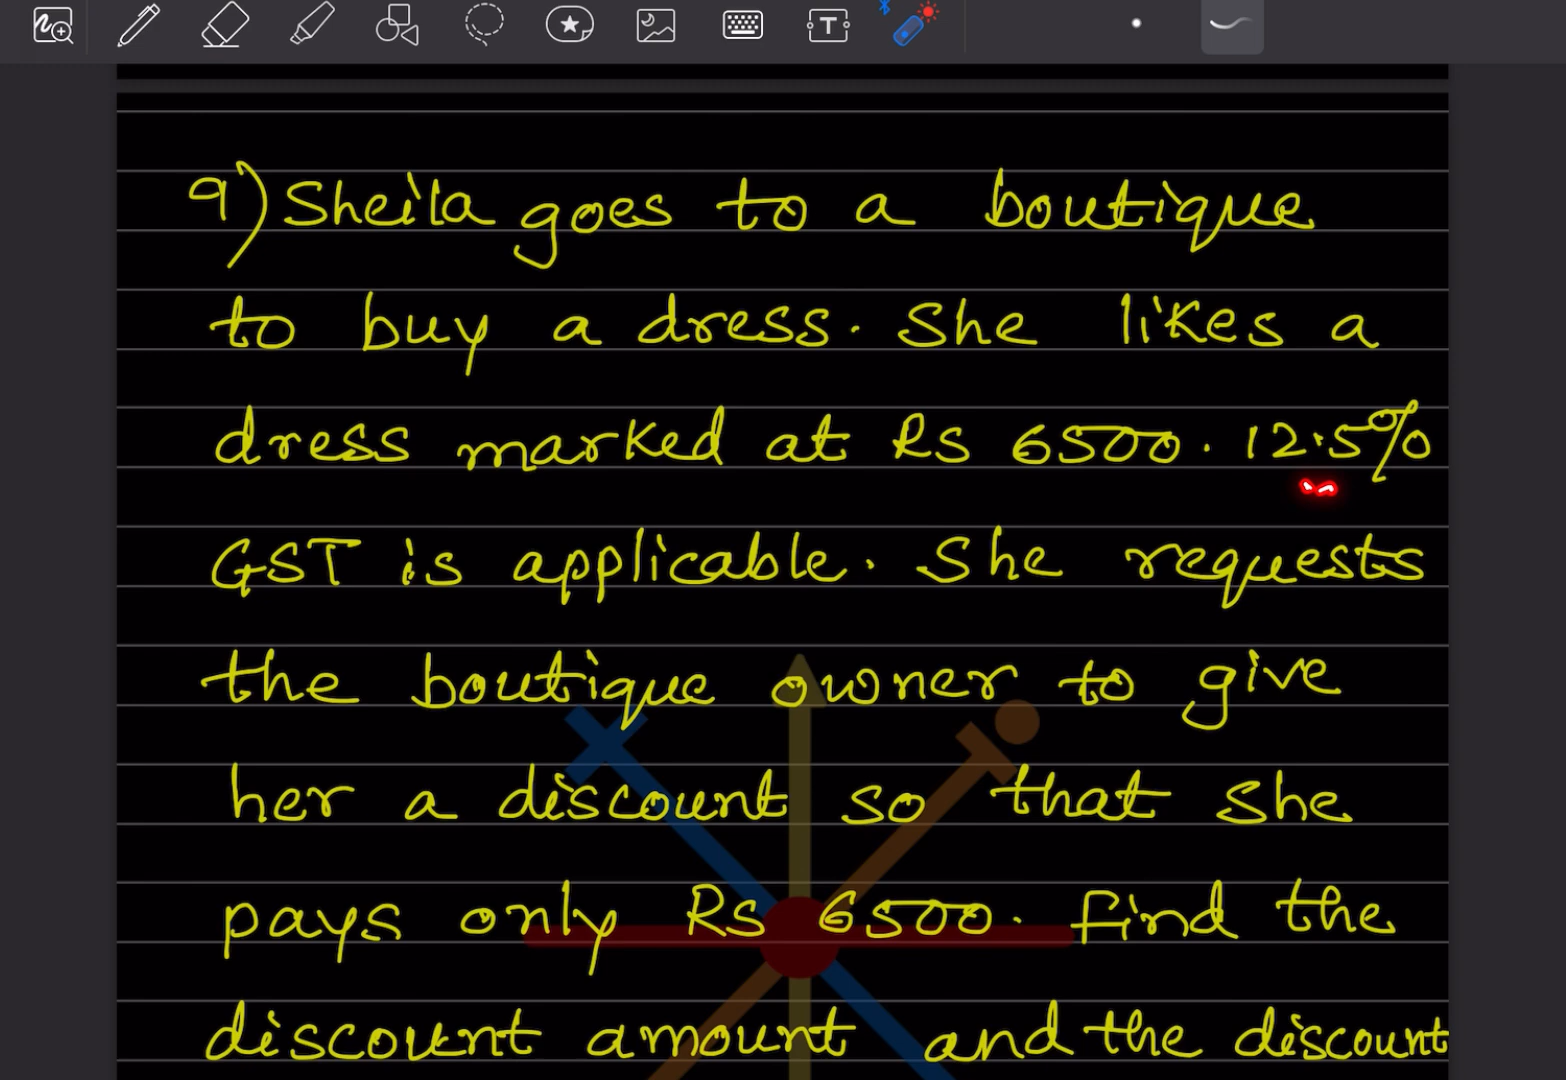 9) Sheila goes to a boutique
to buy a dress. She likes a
dress marked at Rs 6500. 12.5%
GST is applicable. She requests
the boutique owner to give
her a discount so that she
pays only Rs 6500. Find the
discount amount and the discount